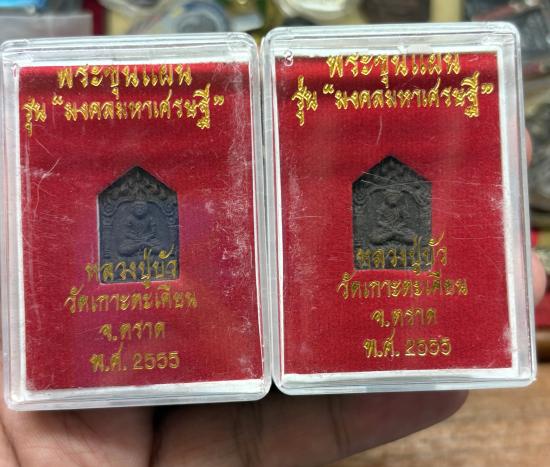 พระขุนแผน
รุ่น "มงคลมหาเศรษฐี"
หลวงปู่บัว
วัดเกาะตะเคียน
จ.ตราด
พ.ศ. 2555
พระขุนแผน
รุ่น "มงคลมหาเศรษฐี"
หลวงปู่บัว
วัดเกาะตะเคียน
จ.ตราด
พ.ศ. 2555